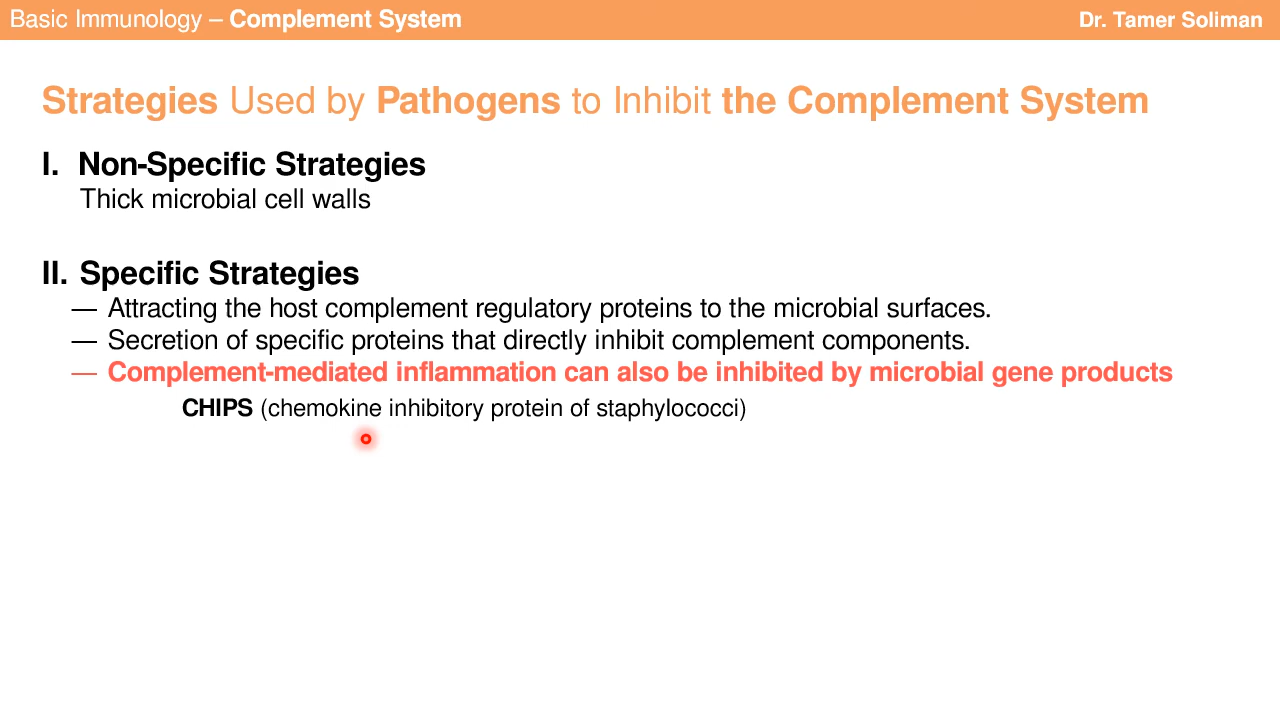 Basic Immunology – Complement System
Dr. Tamer Soliman
Strategies Used by Pathogens to Inhibit the Complement System
I. Non-Specific Strategies
Thick microbial cell walls
II. Specific Strategies
— Attracting the host complement regulatory proteins to the microbial surfaces.
— Secretion of specific proteins that directly inhibit complement components.
— Complement-mediated inflammation can also be inhibited by microbial gene products
CHIPS (chemokine inhibitory protein of staphylococci)